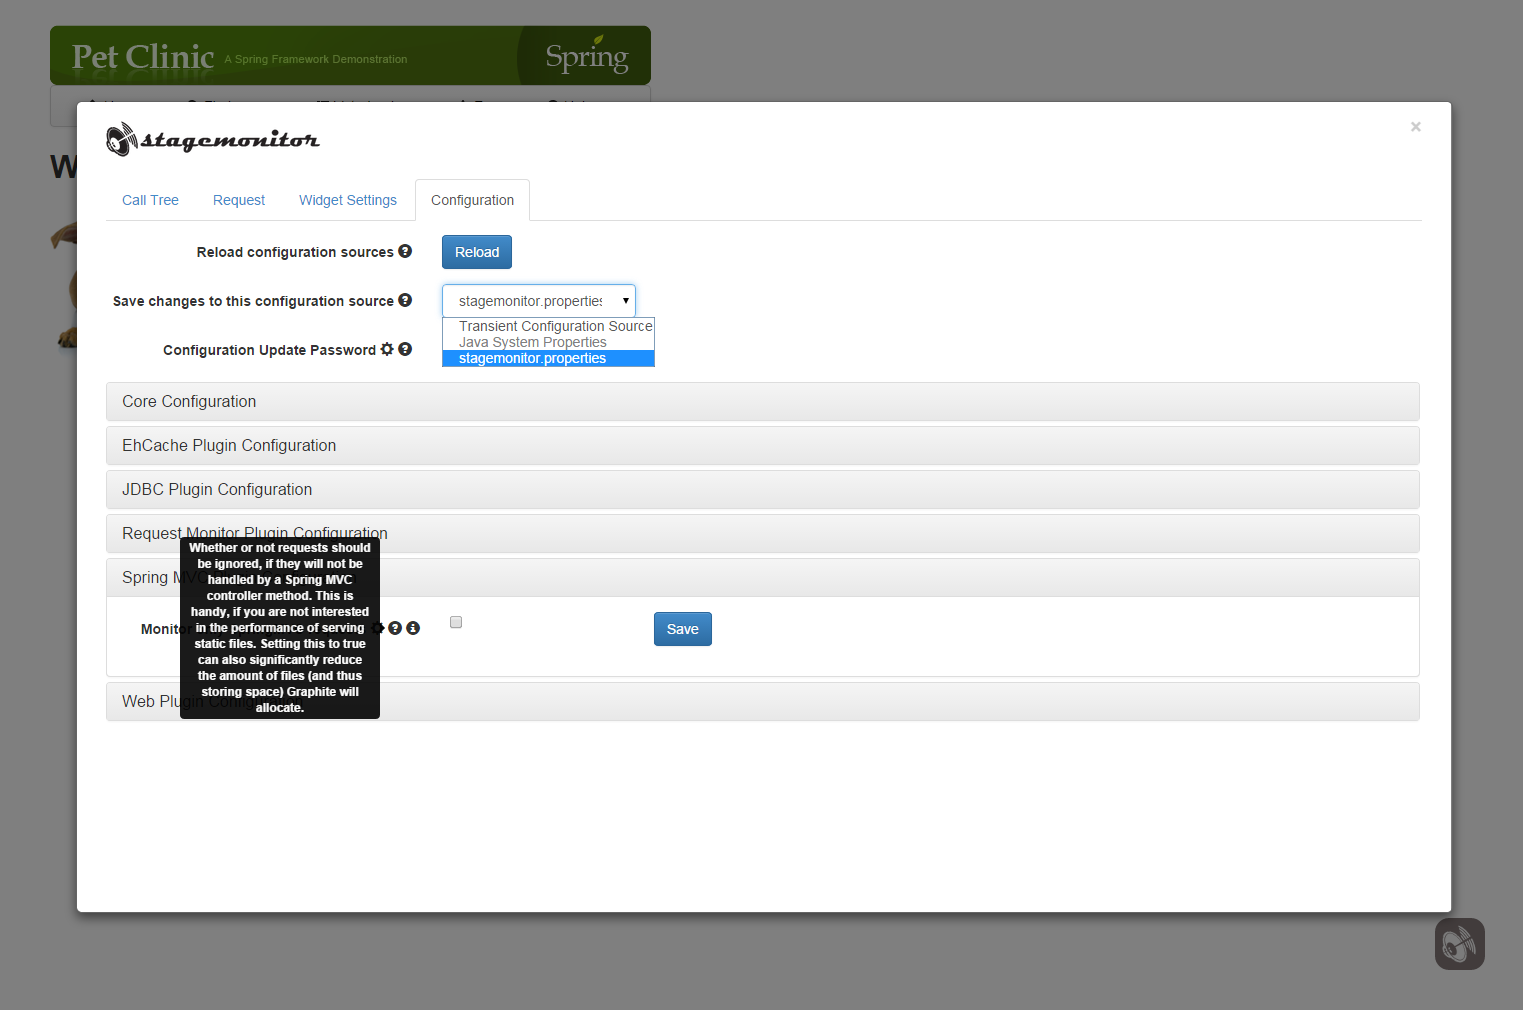 Pet Clinic A Spring Framework Demonstration Spring
W
stagemonitor
×
Call Tree Request Widget Settings Configuration
Reload configuration sources Reload
Save changes to this configuration source stagemonitor.properties
Transient Configuration Source
Java System Properties
stagemonitor.properties
Configuration Update Password
Core Configuration
EhCache Plugin Configuration
JDBC Plugin Configuration
Request Monitor Plugin Configuration
Spring MVC
Whether or not requests should
be ignored, if they will not be
handled by a Spring MVC
controller method. This is
handy, if you are not interested
in the performance of serving
static files. Setting this to true
can also significantly reduce
the amount of files (and thus
storing space) Graphite will
allocate.
Monitor Save
Web Plugin Configuration